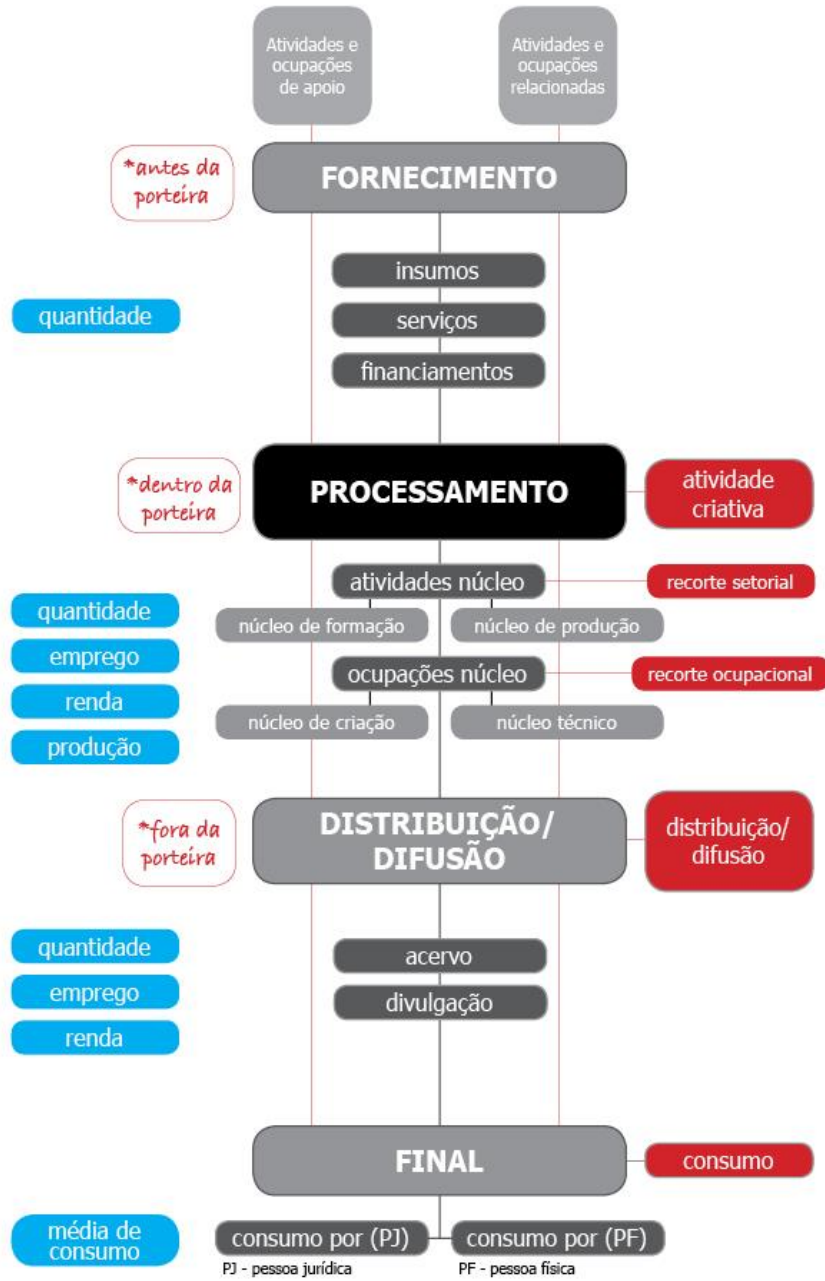 Atividades e
ocupações
de apoio
Atividades e
ocupações
relacionadas
*antes da
porteira
FORNECIMENTO
insumos
quantidade
serviços
financiamentos
*dentro da
porteira
PROCESSAMENTO
atividade
criativa
atividades núcleo
recorte setorial
quantidade
núcleo de formação
núcleo de produção
emprego
ocupações núcleo
recorte ocupacional
renda
núcleo de criação
núcleo técnico
produção
*fora da
porteira
DISTRIBUIÇÃO/
DIFUSÃO
distribuição/
difusão
quantidade
acervo
emprego
divulgação
renda
FINAL
consumo
média de
consumo
consumo por (PJ)
consumo por (PF)
PJ - pessoa jurídica
PF - pessoa física